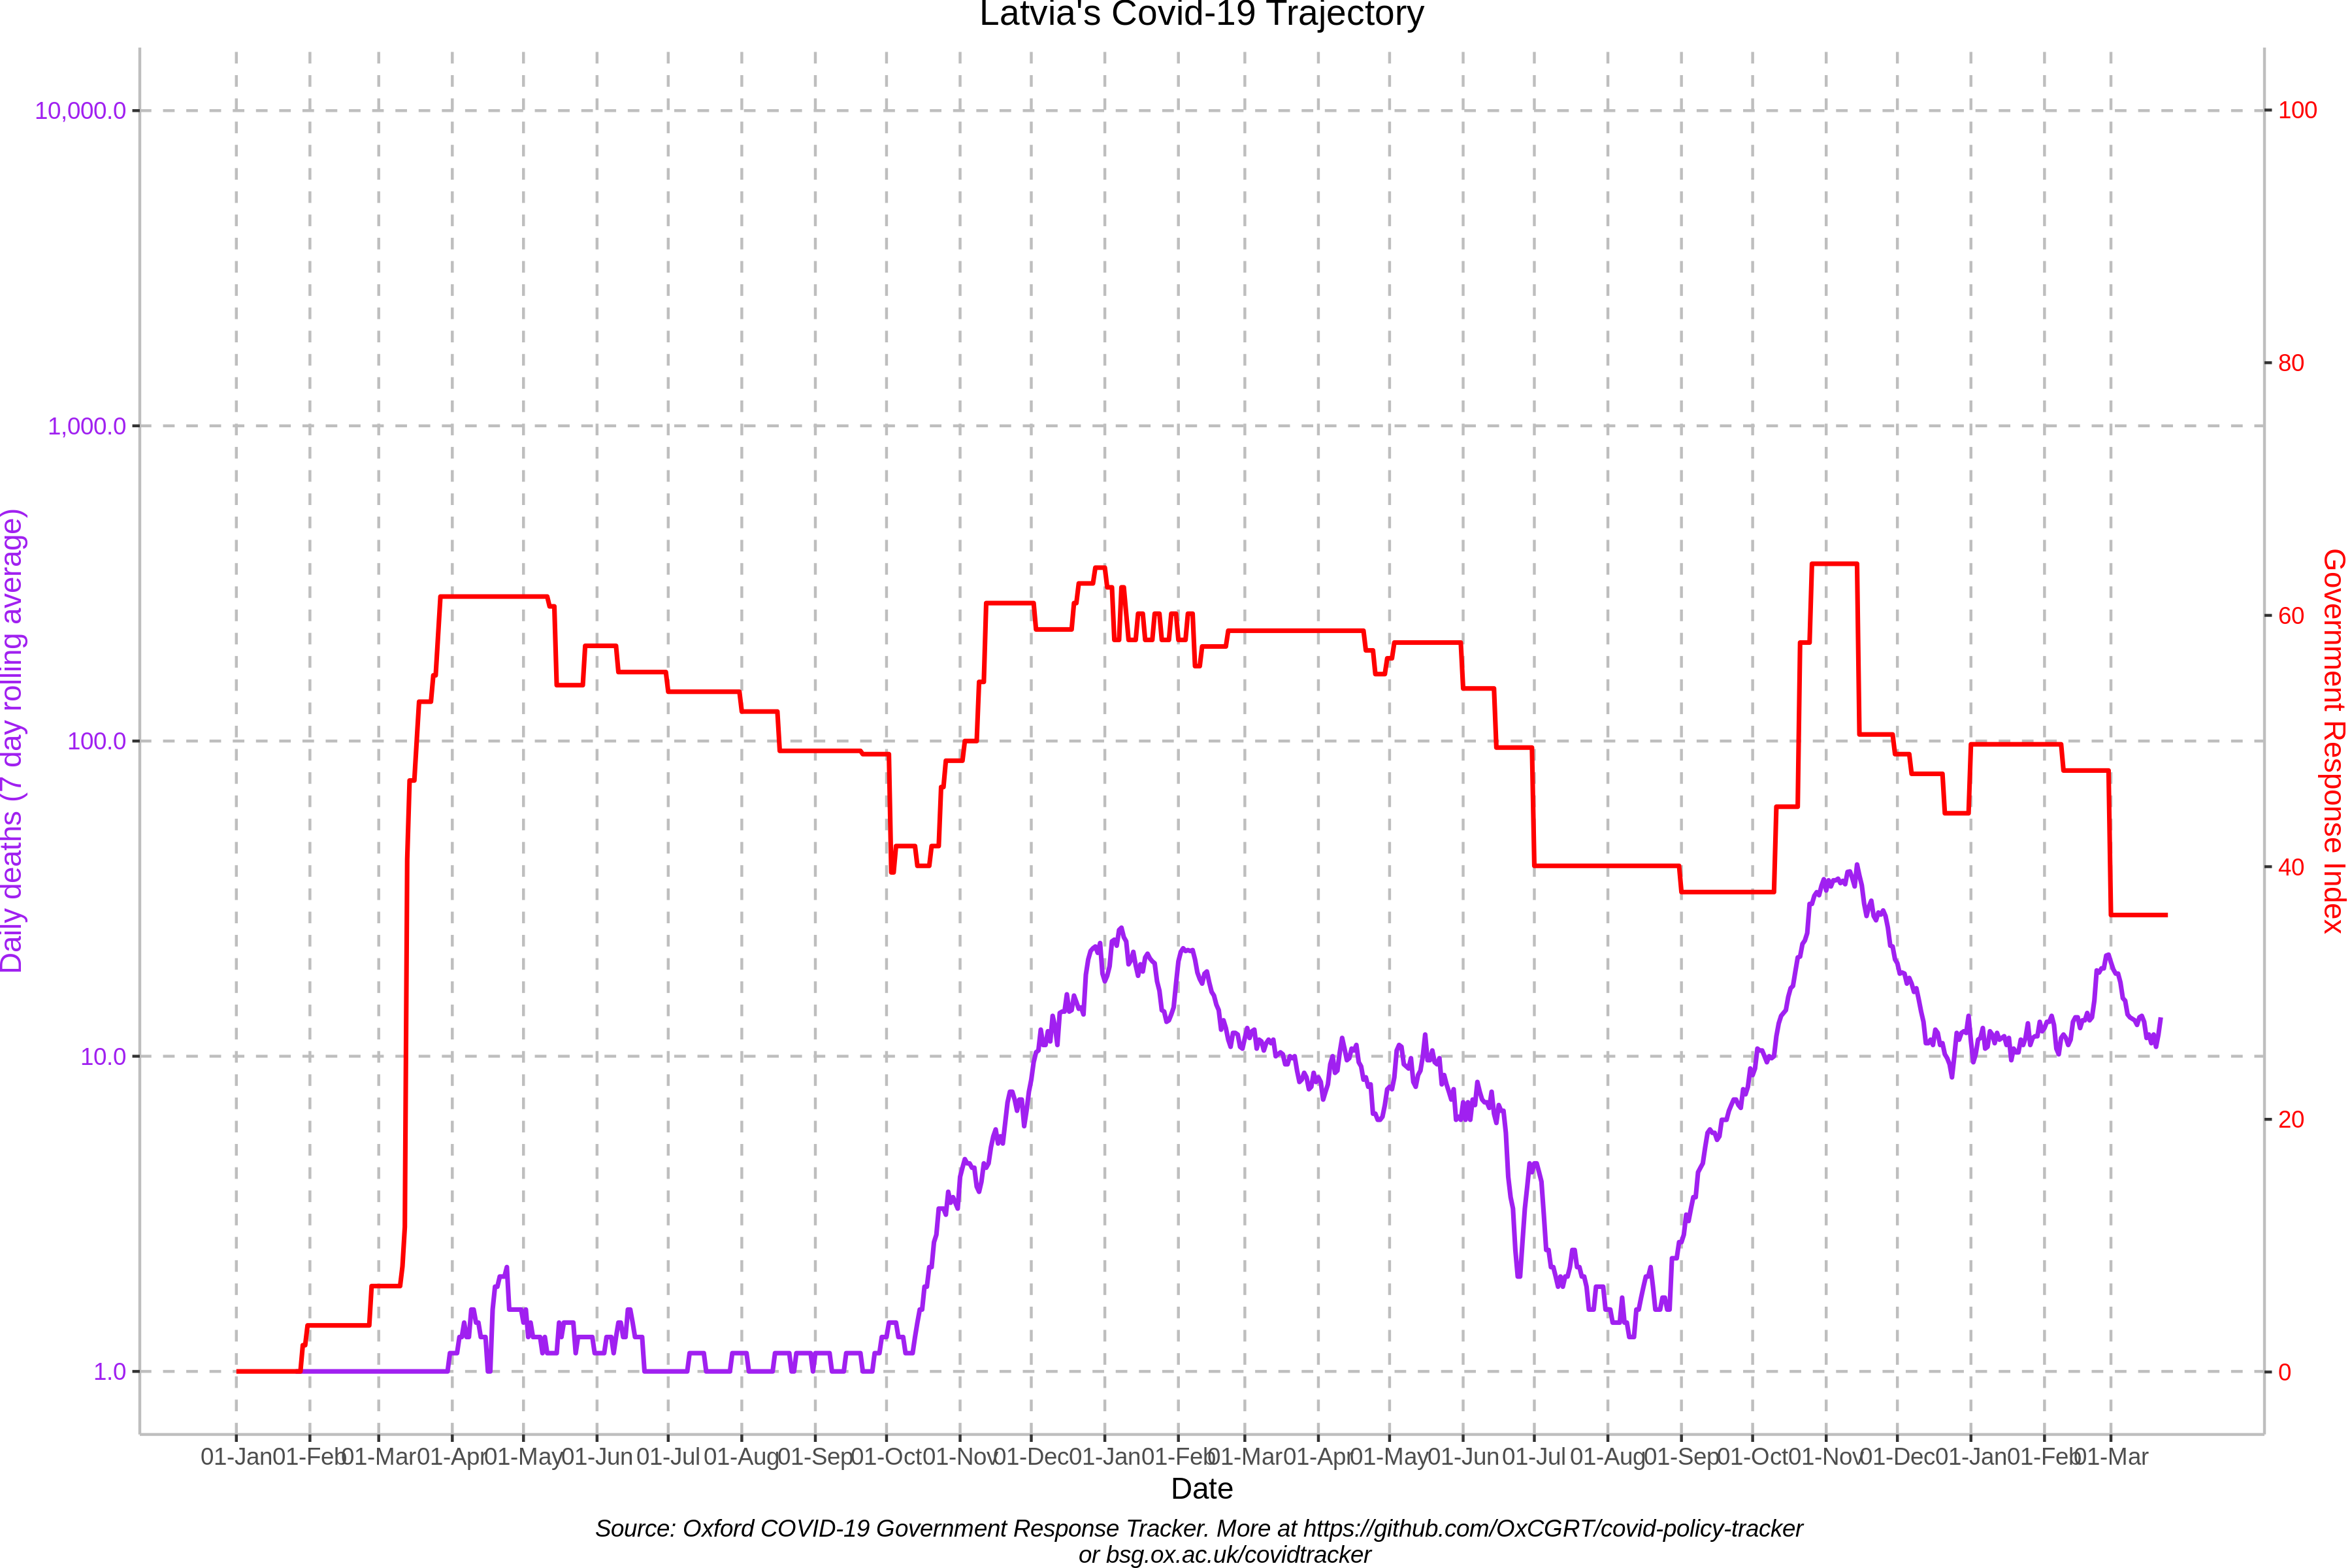 Latvia's Covid-19 Trajectory
10,000.0
1,000.0
100.0
10.0
1.0
Daily deaths (7 day rolling average)
100
80
60
40
20
0
Government Response Index
01-Jan 01-Feb 01-Mar 01-Apr 01-May 01-Jun 01-Jul 01-Aug 01-Sep 01-Oct 01-Nov 01-Dec 01-Jan 01-Feb 01-Mar 01-Apr 01-May 01-Jun 01-Jul 01-Aug 01-Sep 01-Oct 01-Nov 01-Dec 01-Jan 01-Feb 01-Mar
Date
Source: Oxford COVID-19 Government Response Tracker. More at https://github.com/OxCGRT/covid-policy-tracker
or bsg.ox.ac.uk/covidtracker